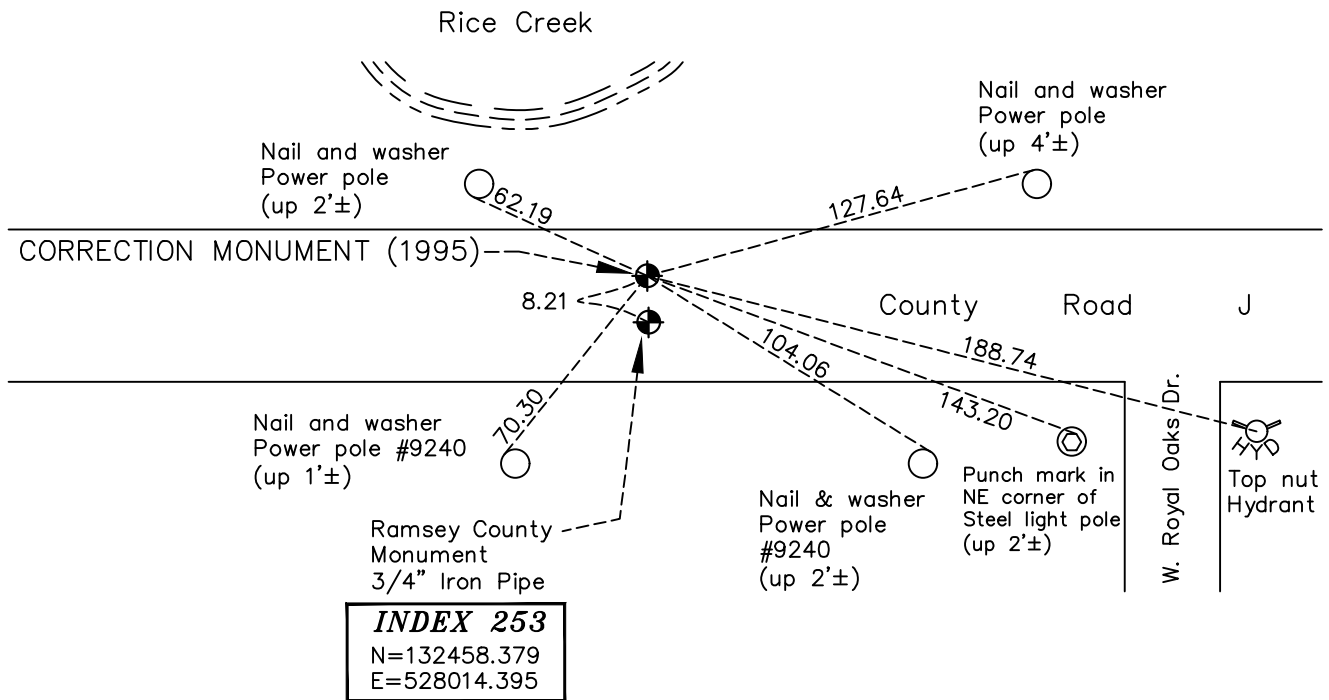 Rice Creek
Nail and washer
Power pole
(up 4'±)
Nail and washer
Power pole
(up 2'±)
62.19
127.64
CORRECTION MONUMENT (1995)
8.21
County Road J
104.06
188.74
143.20
70.30
Nail and washer
Power pole #9240
(up 1'±)
W. Royal Oaks Dr.
HYD
Top nut
Hydrant
Punch mark in
NE corner of
Steel light pole
(up 2'±)
Nail & washer
Power pole
#9240
(up 2'±)
Ramsey County
Monument
3/4" Iron Pipe
INDEX 253
N=132458.379
E=528014.395